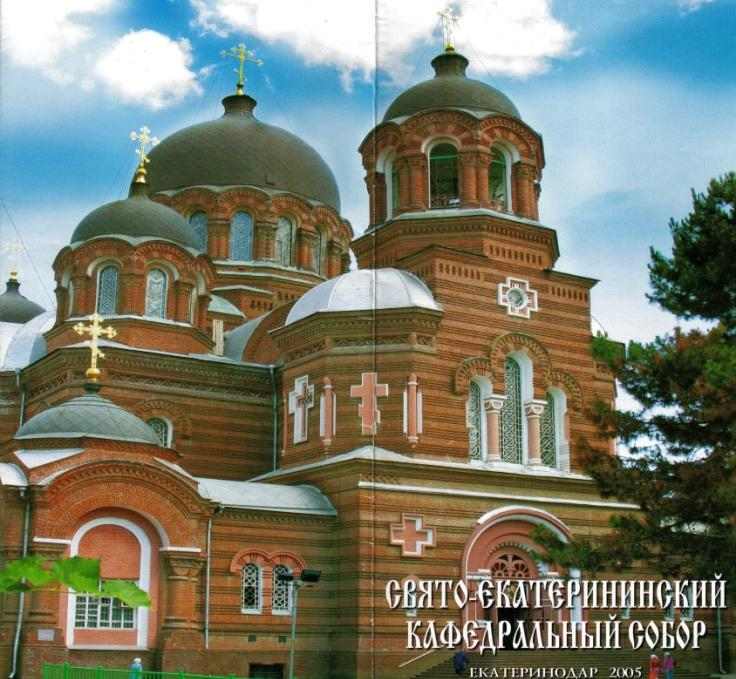 СВЯТО-ЕКАТЕРИНИНСКИЙ
КАФЕДРАЛЬНЫЙ СОБОР
ЕКАТЕРИНОДАР 2005